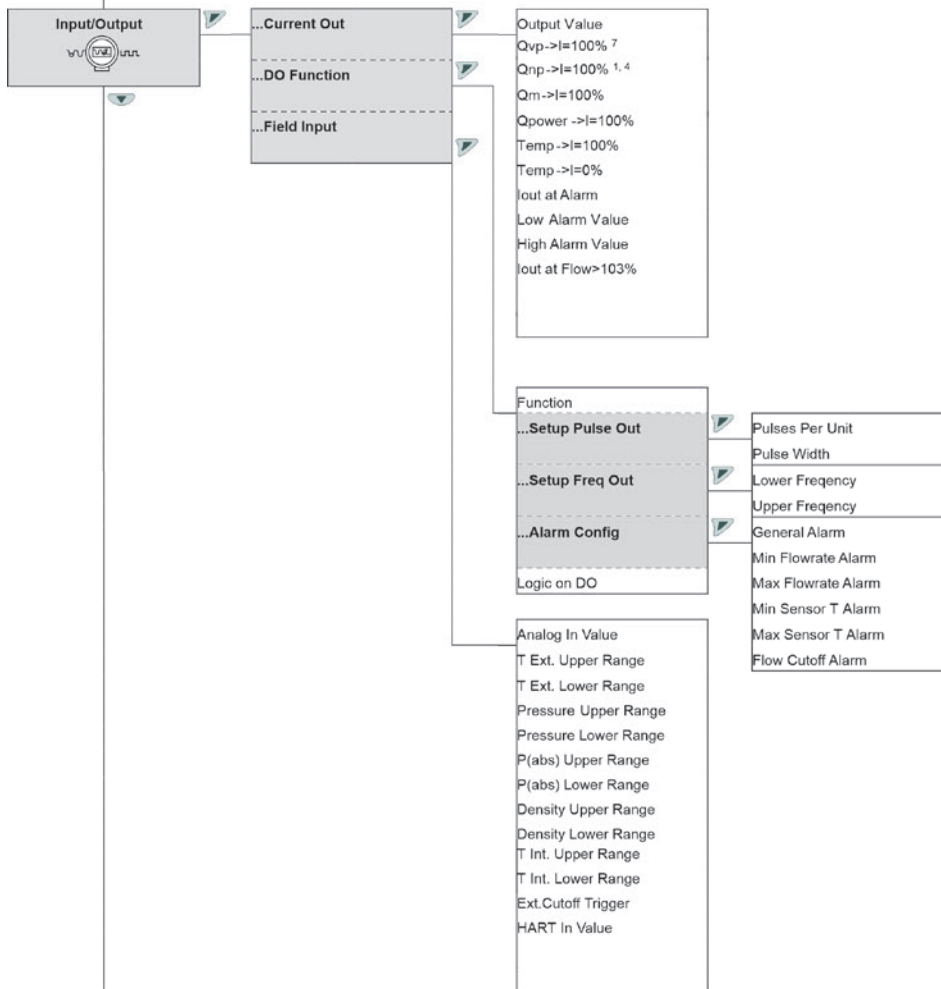 Input/Output
...Current Out
...DO Function
...Field Input
Output Value
Qvp->I=100% 7
Qnp->I=100% 1, 4
Qm->I=100%
Qpower ->I=100%
Temp->I=100%
Temp->I=0%
Iout at Alarm
Low Alarm Value
High Alarm Value
Iout at Flow>103%
Function
...Setup Pulse Out
...Setup Freq Out
...Alarm Config
Logic on DO
Pulses Per Unit
Pulse Width
Lower Freqency
Upper Freqency
General Alarm
Min Flowrate Alarm
Max Flowrate Alarm
Min Sensor T Alarm
Max Sensor T Alarm
Flow Cutoff Alarm
Analog In Value
T Ext. Upper Range
T Ext. Lower Range
Pressure Upper Range
Pressure Lower Range
P(abs) Upper Range
P(abs) Lower Range
Density Upper Range
Density Lower Range
T Int. Upper Range
T Int. Lower Range
Ext.Cutoff Trigger
HART In Value